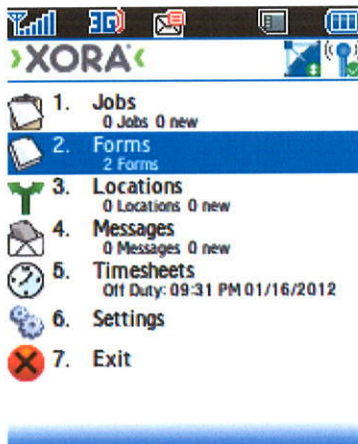 3G
›XORA‹
1. Jobs
0 Jobs 0 new
2. Forms
2 Forms
3. Locations
0 Locations 0 new
4. Messages
0 Messages 0 new
5. Timesheets
Off Duty: 09:31 PM 01/16/2012
6. Settings
7. Exit